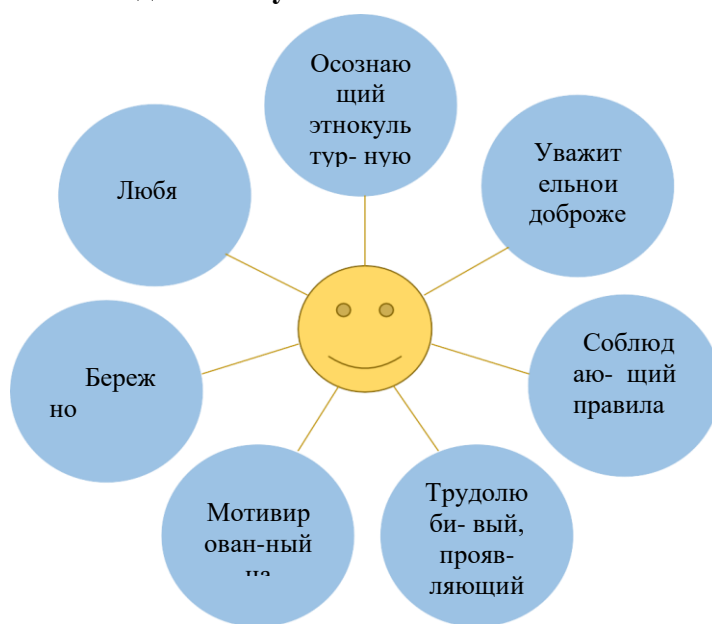 Осознаю
щий
этнокуль
тур- ную
Уважит
ельнои
доброже
Соблюд
аю- щий
правила
Трудолю
би- вый,
прояв-
ляющий
Мотивир
ован-ный
на
Береж
но
Любя